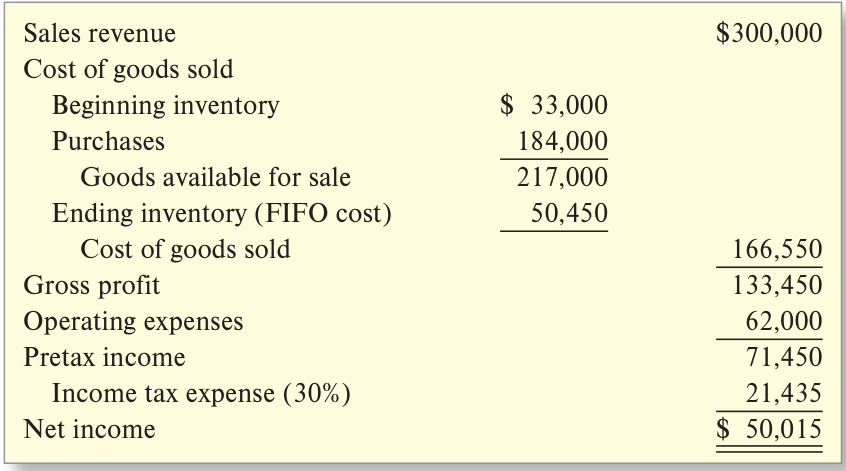 Sales revenue $300,000
Cost of goods sold
Beginning inventory $ 33,000
Purchases 184,000
Goods available for sale 217,000
Ending inventory (FIFO cost) 50,450
Cost of goods sold 166,550
Gross profit 133,450
Operating expenses 62,000
Pretax income 71,450
Income tax expense (30%) 21,435
Net income $ 50,015